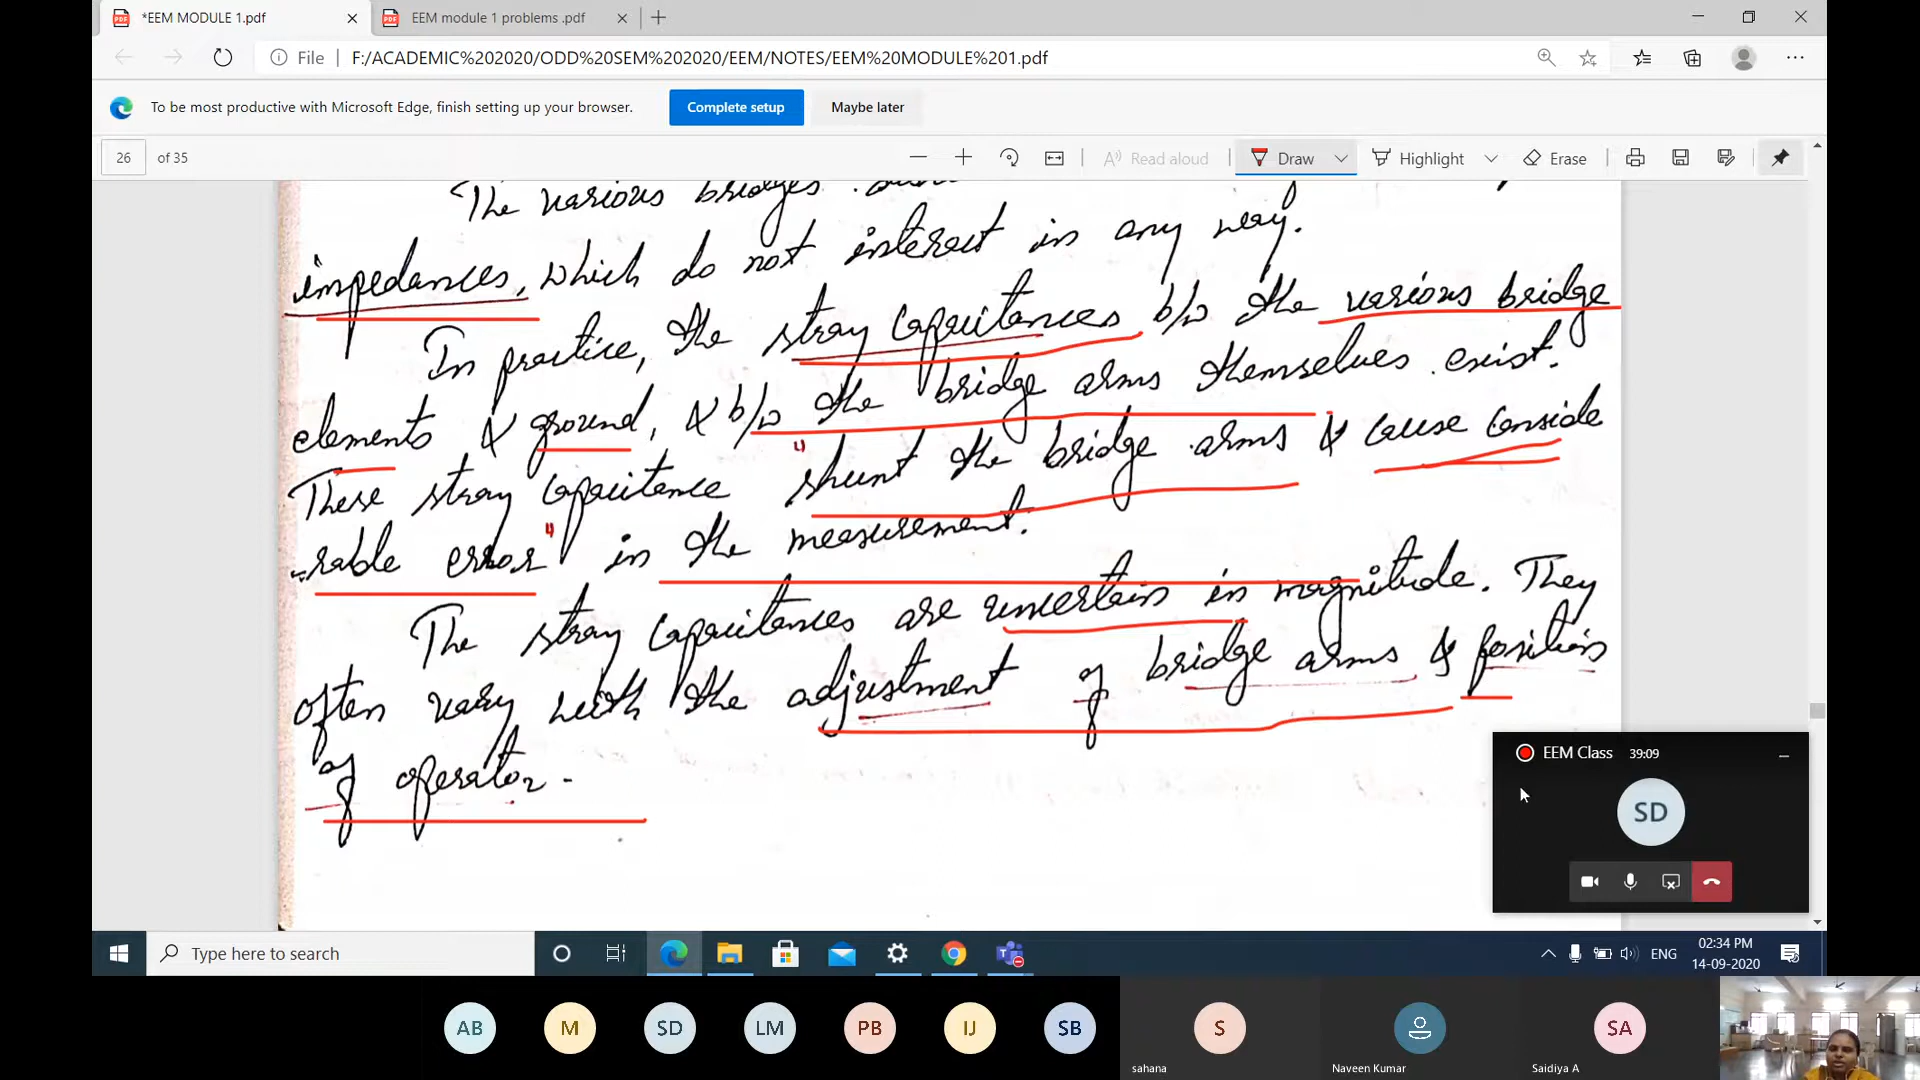 *EEM MODULE 1.pdf
EEM module 1 problems .pdf
File
F:/ACADEMIC%202020/ODD%20SEM%202020/EEM/NOTES/EEM%20MODULE%201.pdf
To be most productive with Microsoft Edge, finish setting up your browser.
Complete setup
Maybe later
26 of 35
Read aloud
Draw
Highlight
Erase
The various bridges
impedances, which do not interact in any way.
In practice, the stray capacitances b/w the various bridge
elements & ground, & b/w the bridge arms themselves exist.
These stray capacitance shunt the bridge arms & cause conside
-rable error in the measurement.
The stray capacitances are uncertain in magnitude. They
often vary with the adjustment of bridge arms & position
of operator.
EEM Class 39:09
SD
Type here to search
ENG
02:34 PM
14-09-2020
AB
M
SD
LM
PB
IJ
SB
S
SA
sahana
Naveen Kumar
Saidiya A